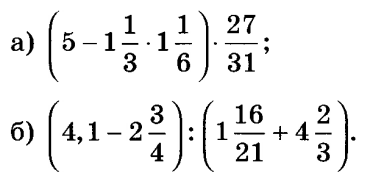 а) (5 − 1 1/3 · 1 1/6) · 27/31;
б) (4,1 − 2 3/4) : (1 16/21 + 4 2/3).